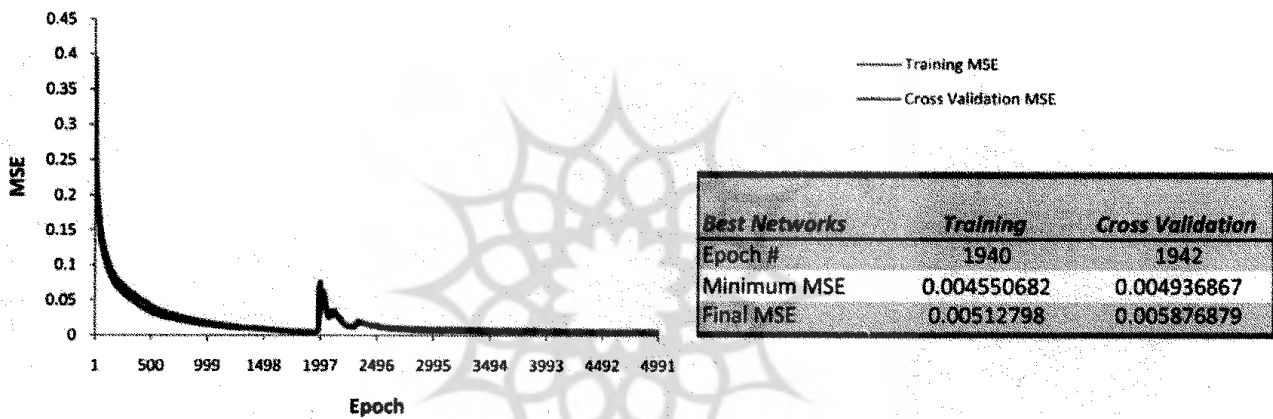 0.45
0.4
0.35
0.3
0.25
0.2
0.15
0.1
0.05
0
MSE
1 500 999 1498 1997 2496 2995 3494 3993 4492 4991
Epoch
Training MSE
Cross Validation MSE
Best Networks Training Cross Validation
Epoch # 1940 1942
Minimum MSE 0.004550682 0.004936867
Final MSE 0.00512798 0.005876879